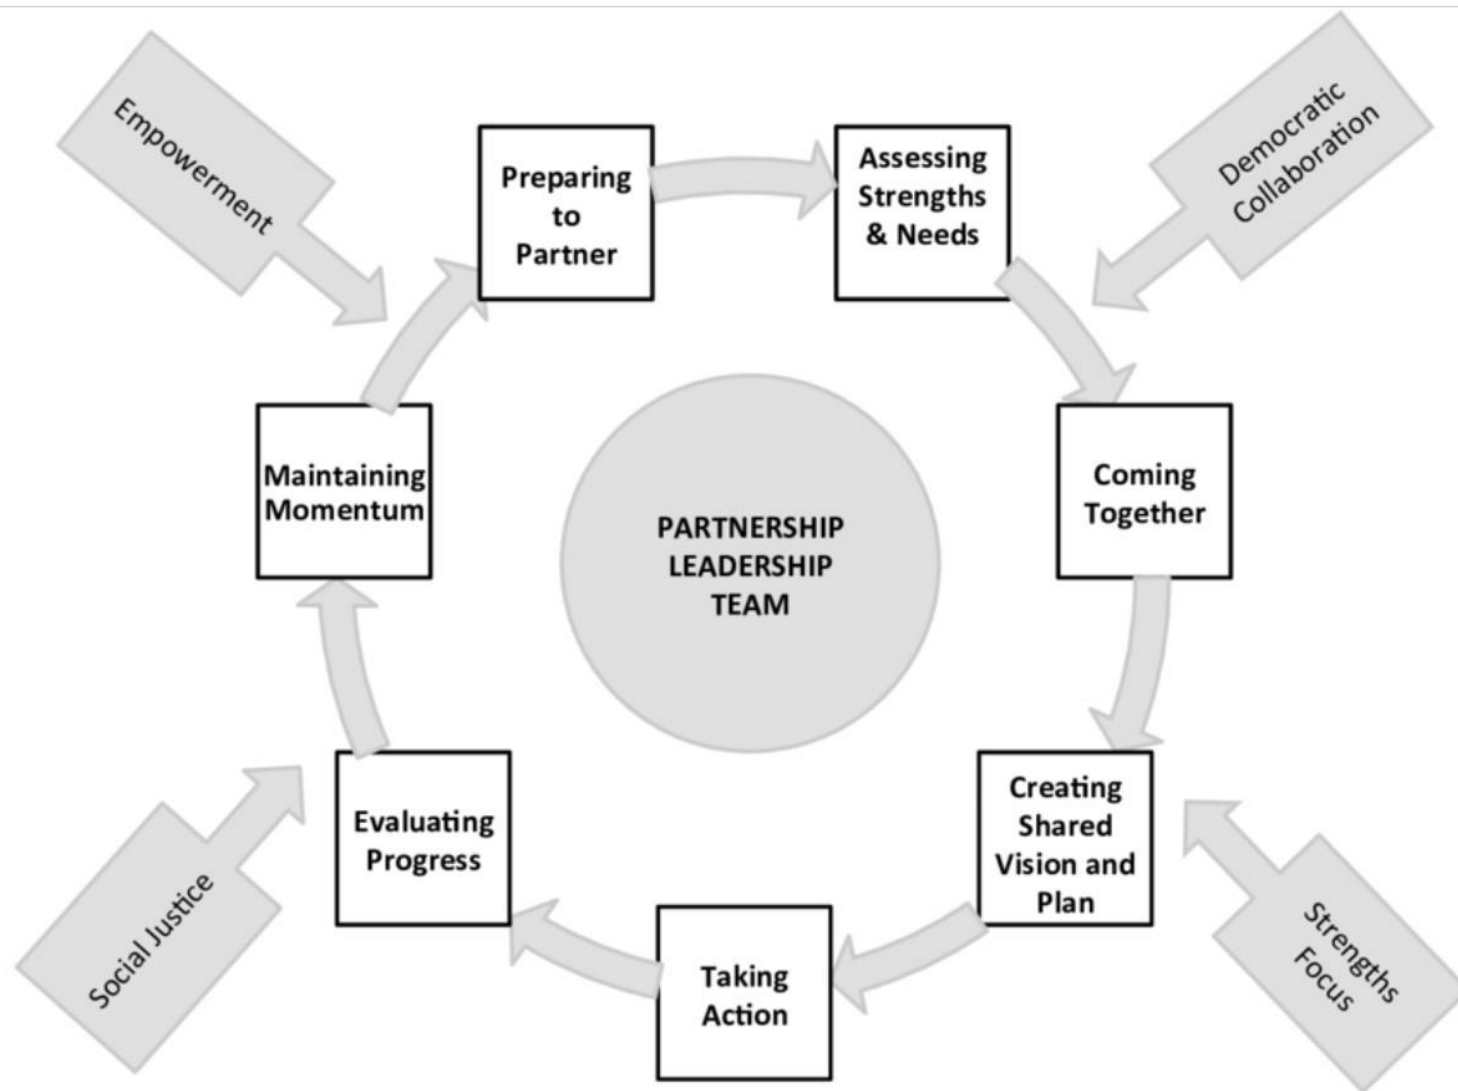 Empowerment
Democratic
Collaboration
Preparing
to
Partner
Assessing
Strengths
& Needs
Maintaining
Momentum
PARTNERSHIP
LEADERSHIP
TEAM
Coming
Together
Evaluating
Progress
Creating
Shared
Vision and
Plan
Social Justice
Taking
Action
Strengths
Focus